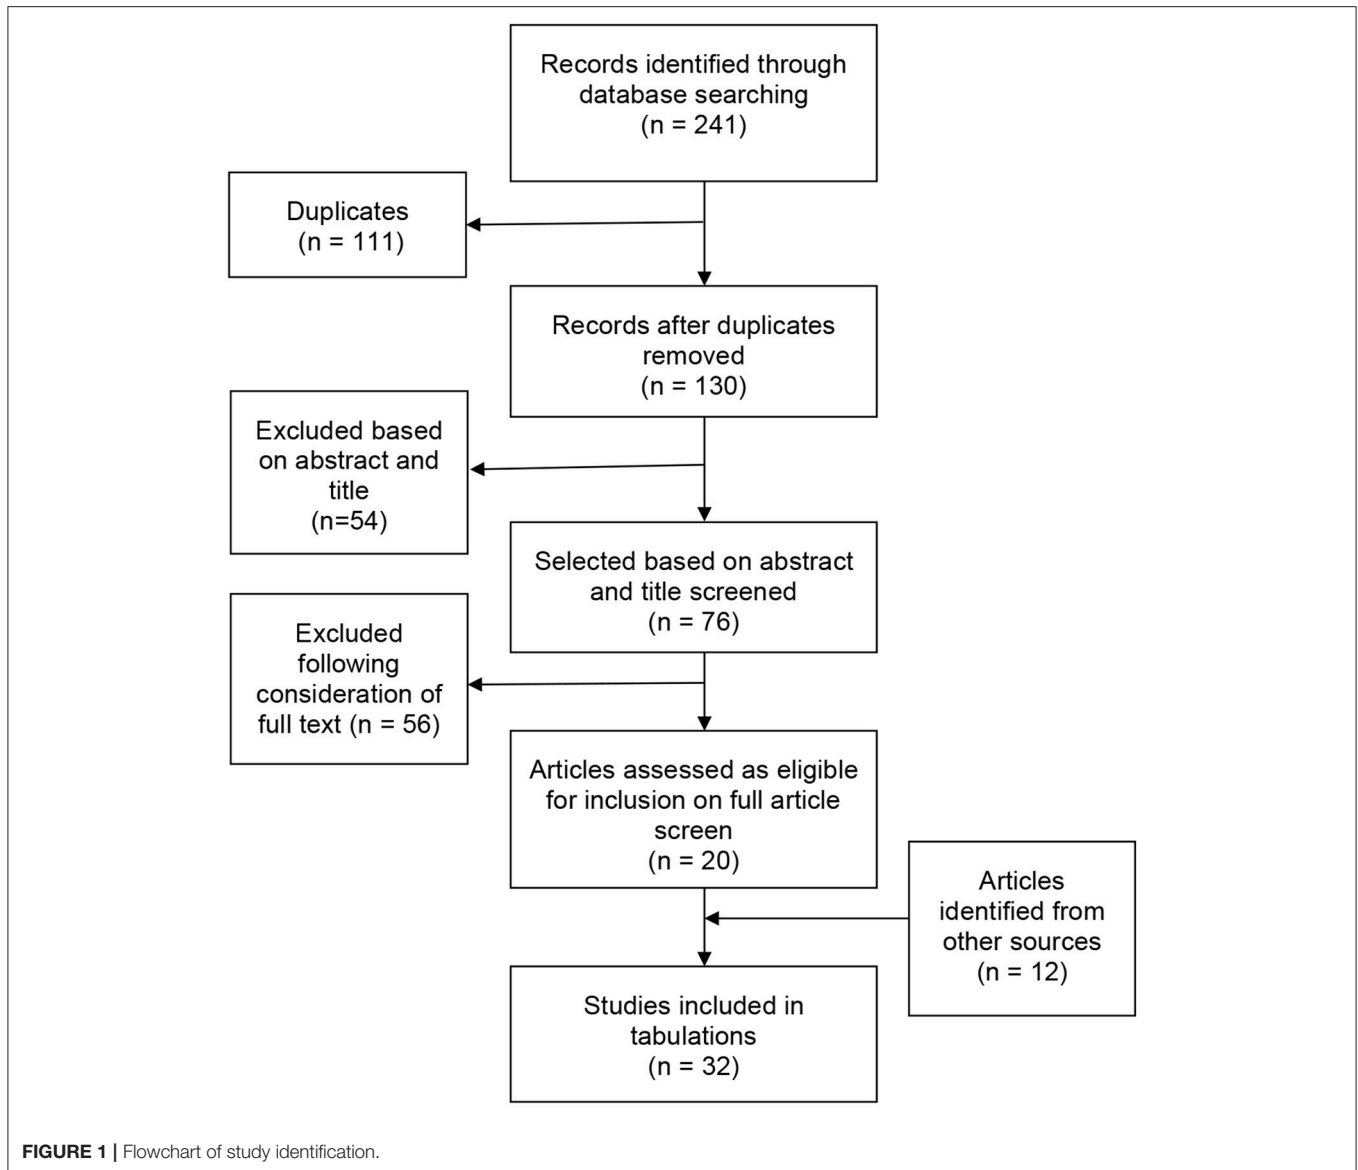 Records identified through
database searching
(n = 241)
Duplicates
(n = 111)
Records after duplicates
removed
(n = 130)
Excluded based
on abstract and
title
(n=54)
Selected based on abstract
and title screened
(n = 76)
Excluded
following
consideration of
full text (n = 56)
Articles assessed as eligible
for inclusion on full article
screen
(n = 20)
Articles
identified from
other sources
(n = 12)
Studies included in
tabulations
(n = 32)
FIGURE 1 | Flowchart of study identification.